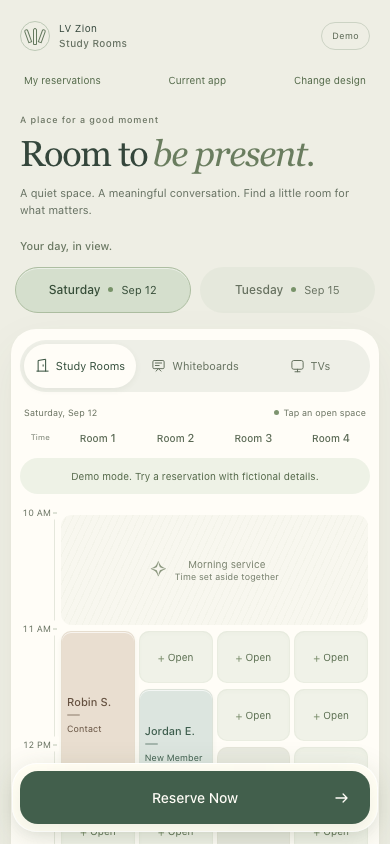 LV Zion
Study Rooms
Demo
My reservations
Current app
Change design
A place for a good moment
Room to be present.
A quiet space. A meaningful conversation. Find a little room for
what matters.
Your day, in view.
Saturday • Sep 12
Tuesday • Sep 15
Study Rooms
Whiteboards
TVs
Saturday, Sep 12
• Tap an open space
Time
Room 1
Room 2
Room 3
Room 4
Demo mode. Try a reservation with fictional details.
10 AM
Morning service
Time set aside together
11 AM
+ Open
+ Open
+ Open
Robin S.
Contact
+ Open
+ Open
Jordan E.
New Member
12 PM
Reserve Now →
+ Open
+ Open